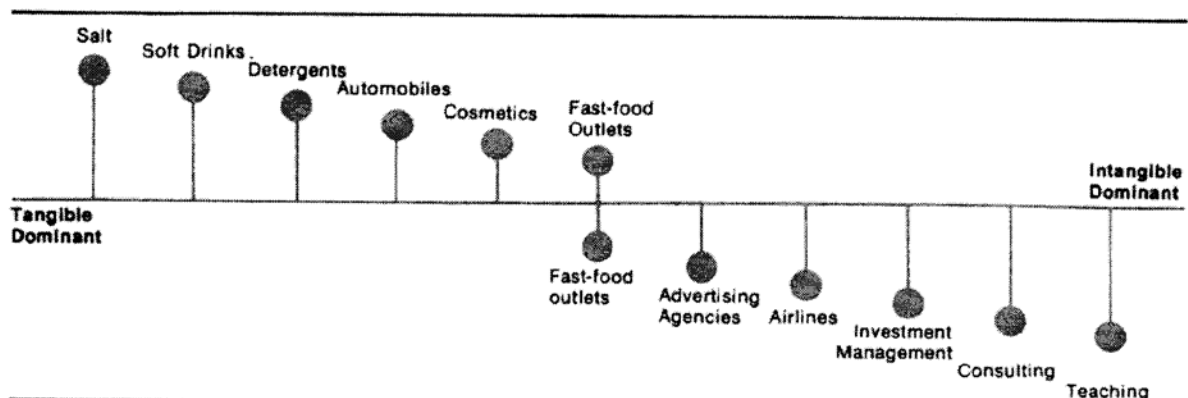 Salt
Soft Drinks
Detergents
Automobiles
Cosmetics
Fast-food
Outlets
Intangible
Dominant
Tangible
Dominant
Fast-food
outlets
Advertising
Agencies
Airlines
Investment
Management
Consulting
Teaching